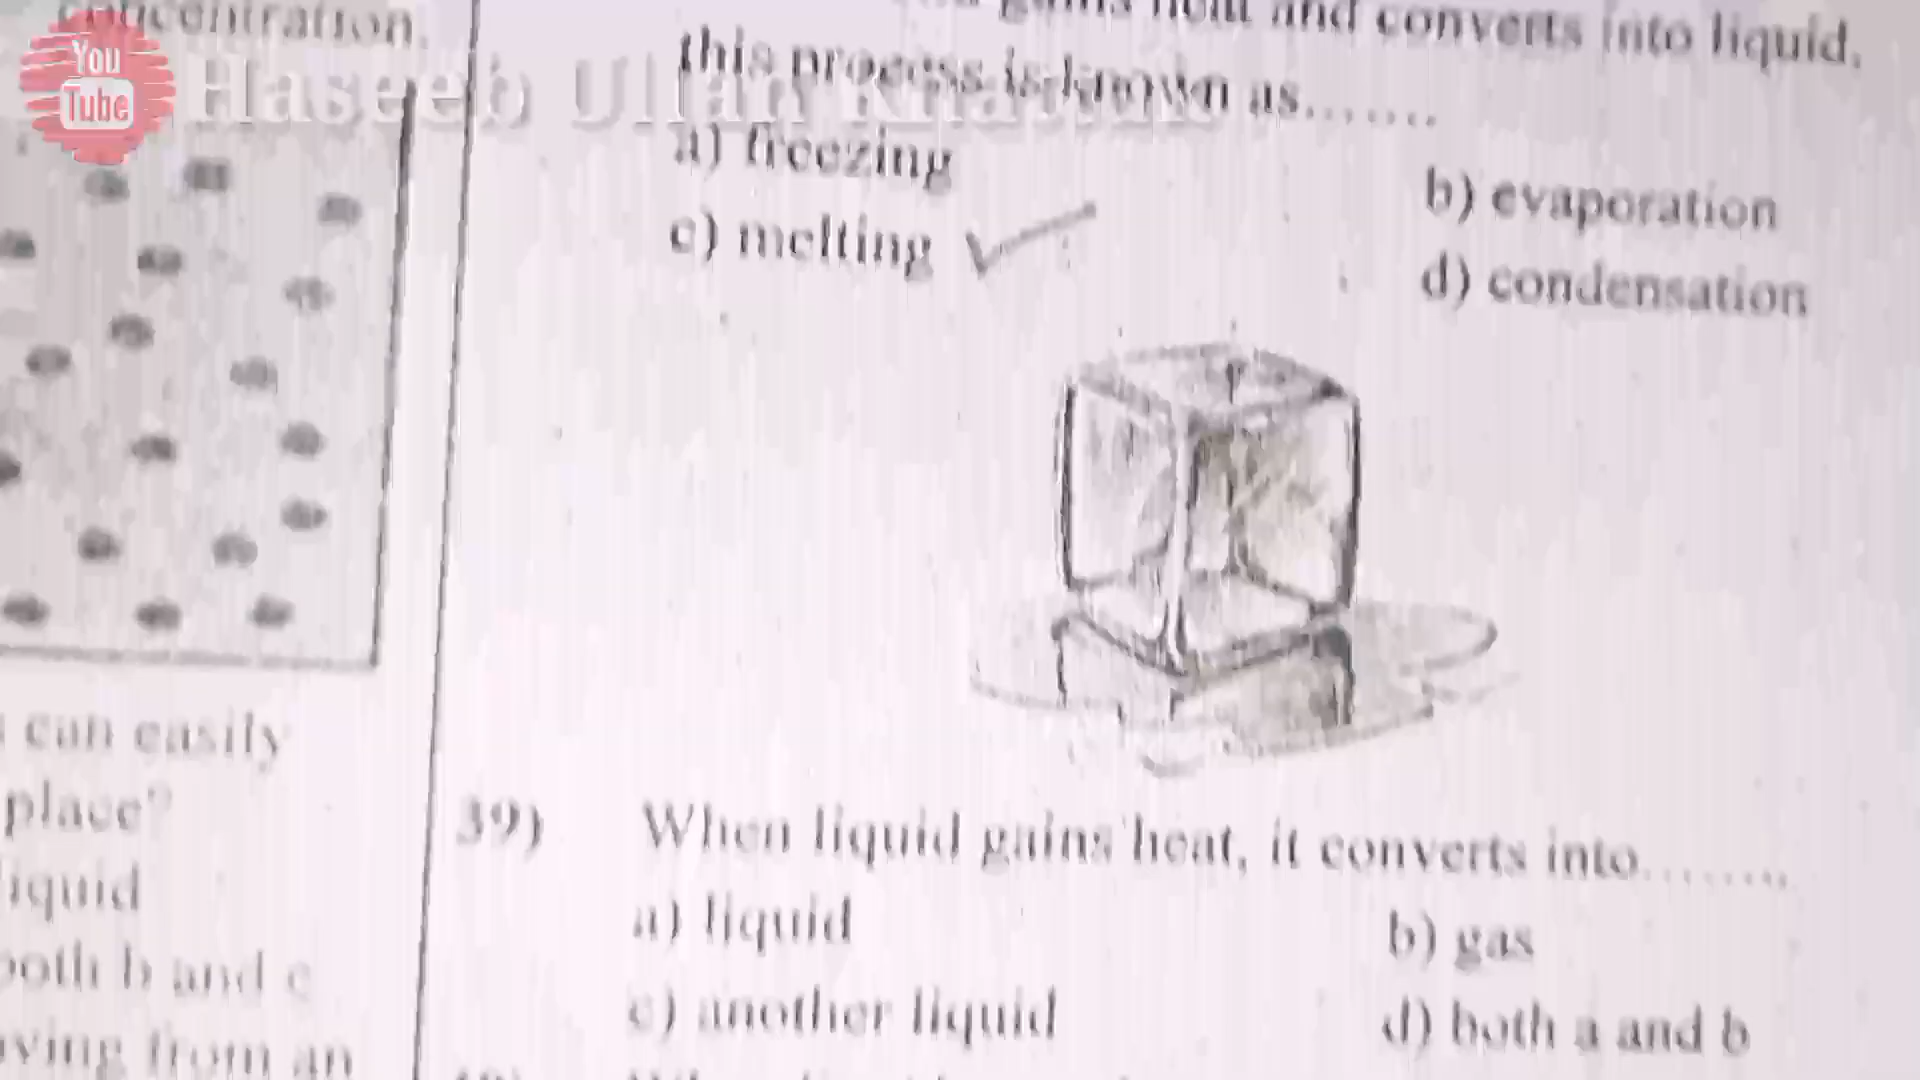 concentration.
can easily
place?
liquid
both b and c
from an
You
Tube
Haseeb Ullah
gains heat and converts into liquid,
this process is known as.......
a) freezing
b) evaporation
c) melting
d) condensation
39) When liquid gains heat, it converts into........
a) liquid
b) gas
c) another liquid
d) both a and b